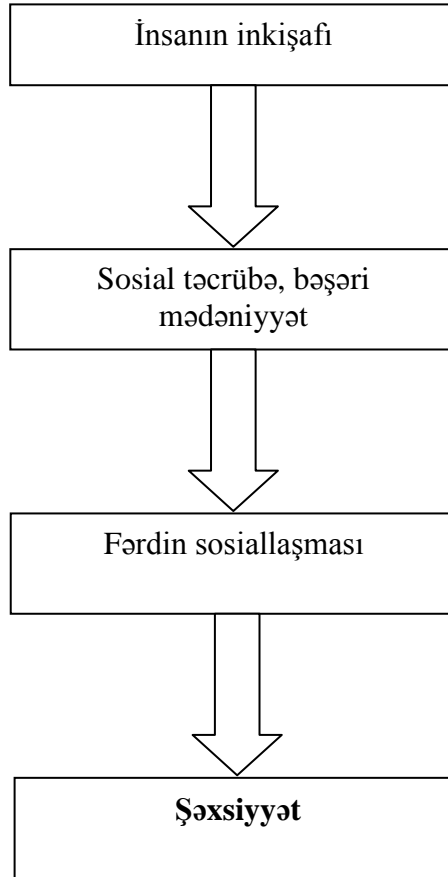 İnsanın inkişafı
Sosial təcrübə, bəşəri
mədəniyyət
Fərdin sosiallaşması
Şəxsiyyət